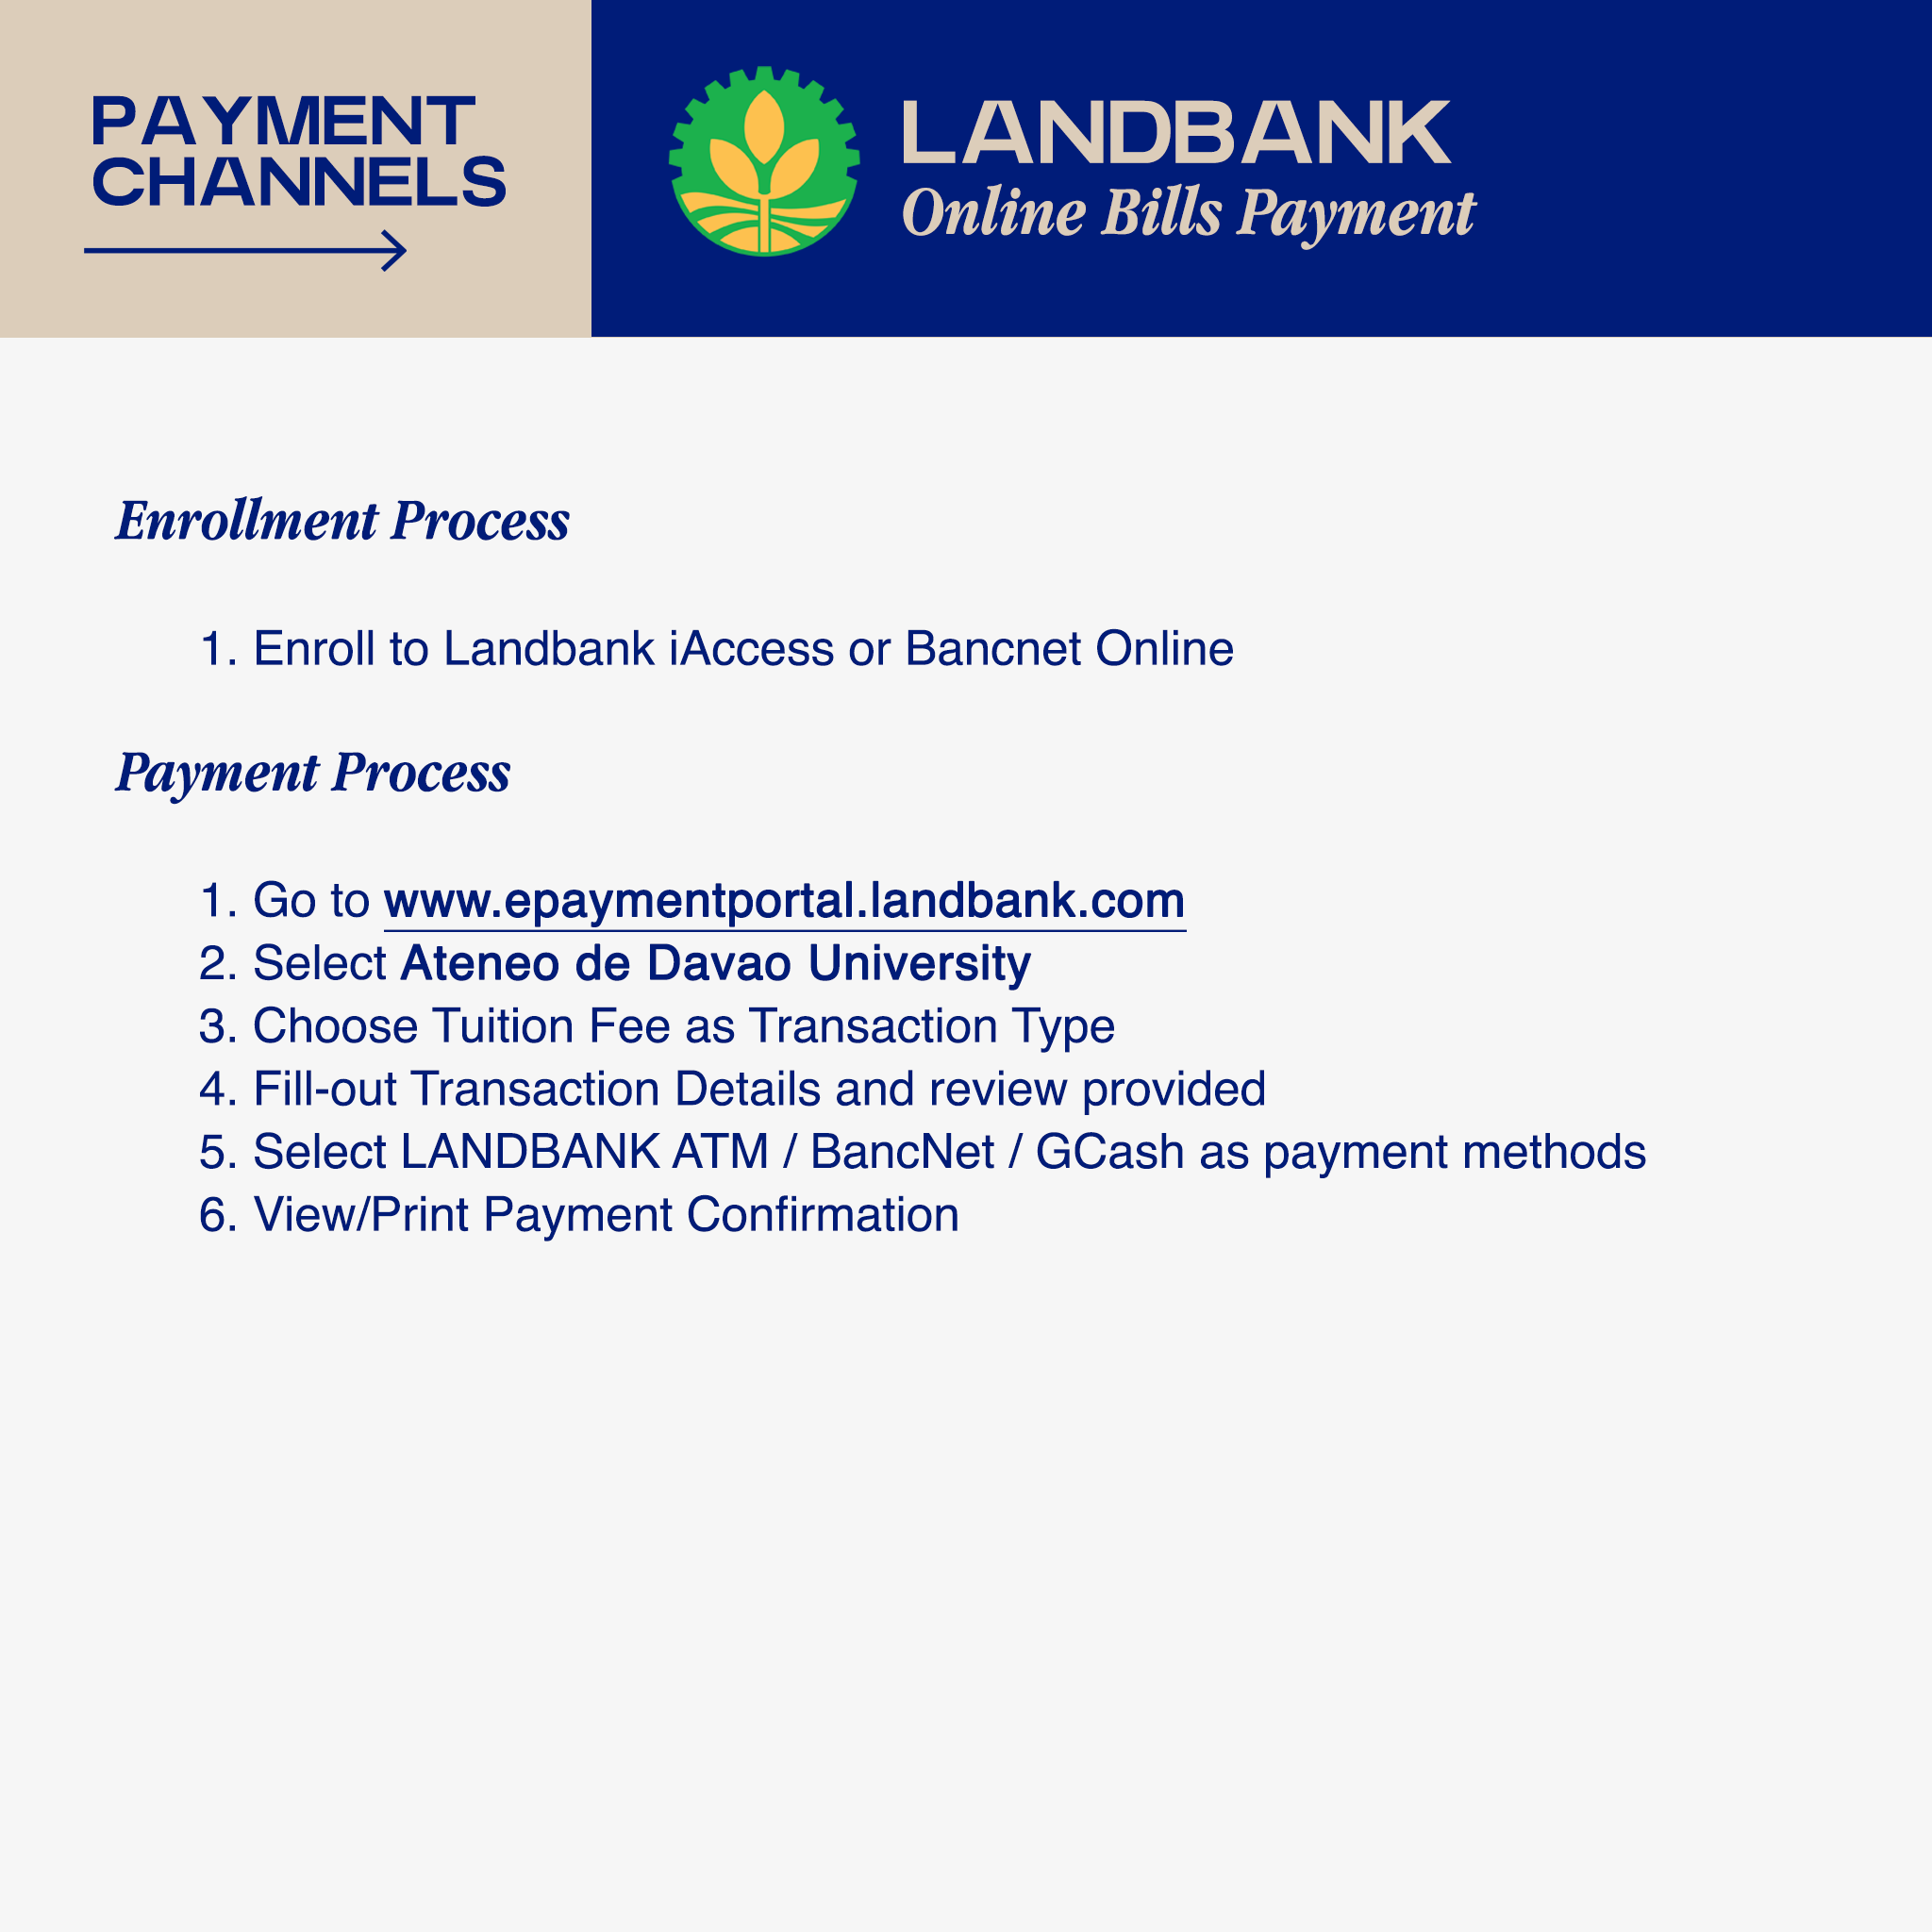 PAYMENT
CHANNELS
LANDBANK
Online Bills Payment
Enrollment Process
1. Enroll to Landbank iAccess or Bancnet Online
Payment Process
1. Go to www.epaymentportal.landbank.com
2. Select Ateneo de Davao University
3. Choose Tuition Fee as Transaction Type
4. Fill-out Transaction Details and review provided
5. Select LANDBANK ATM / BancNet / GCash as payment methods
6. View/Print Payment Confirmation